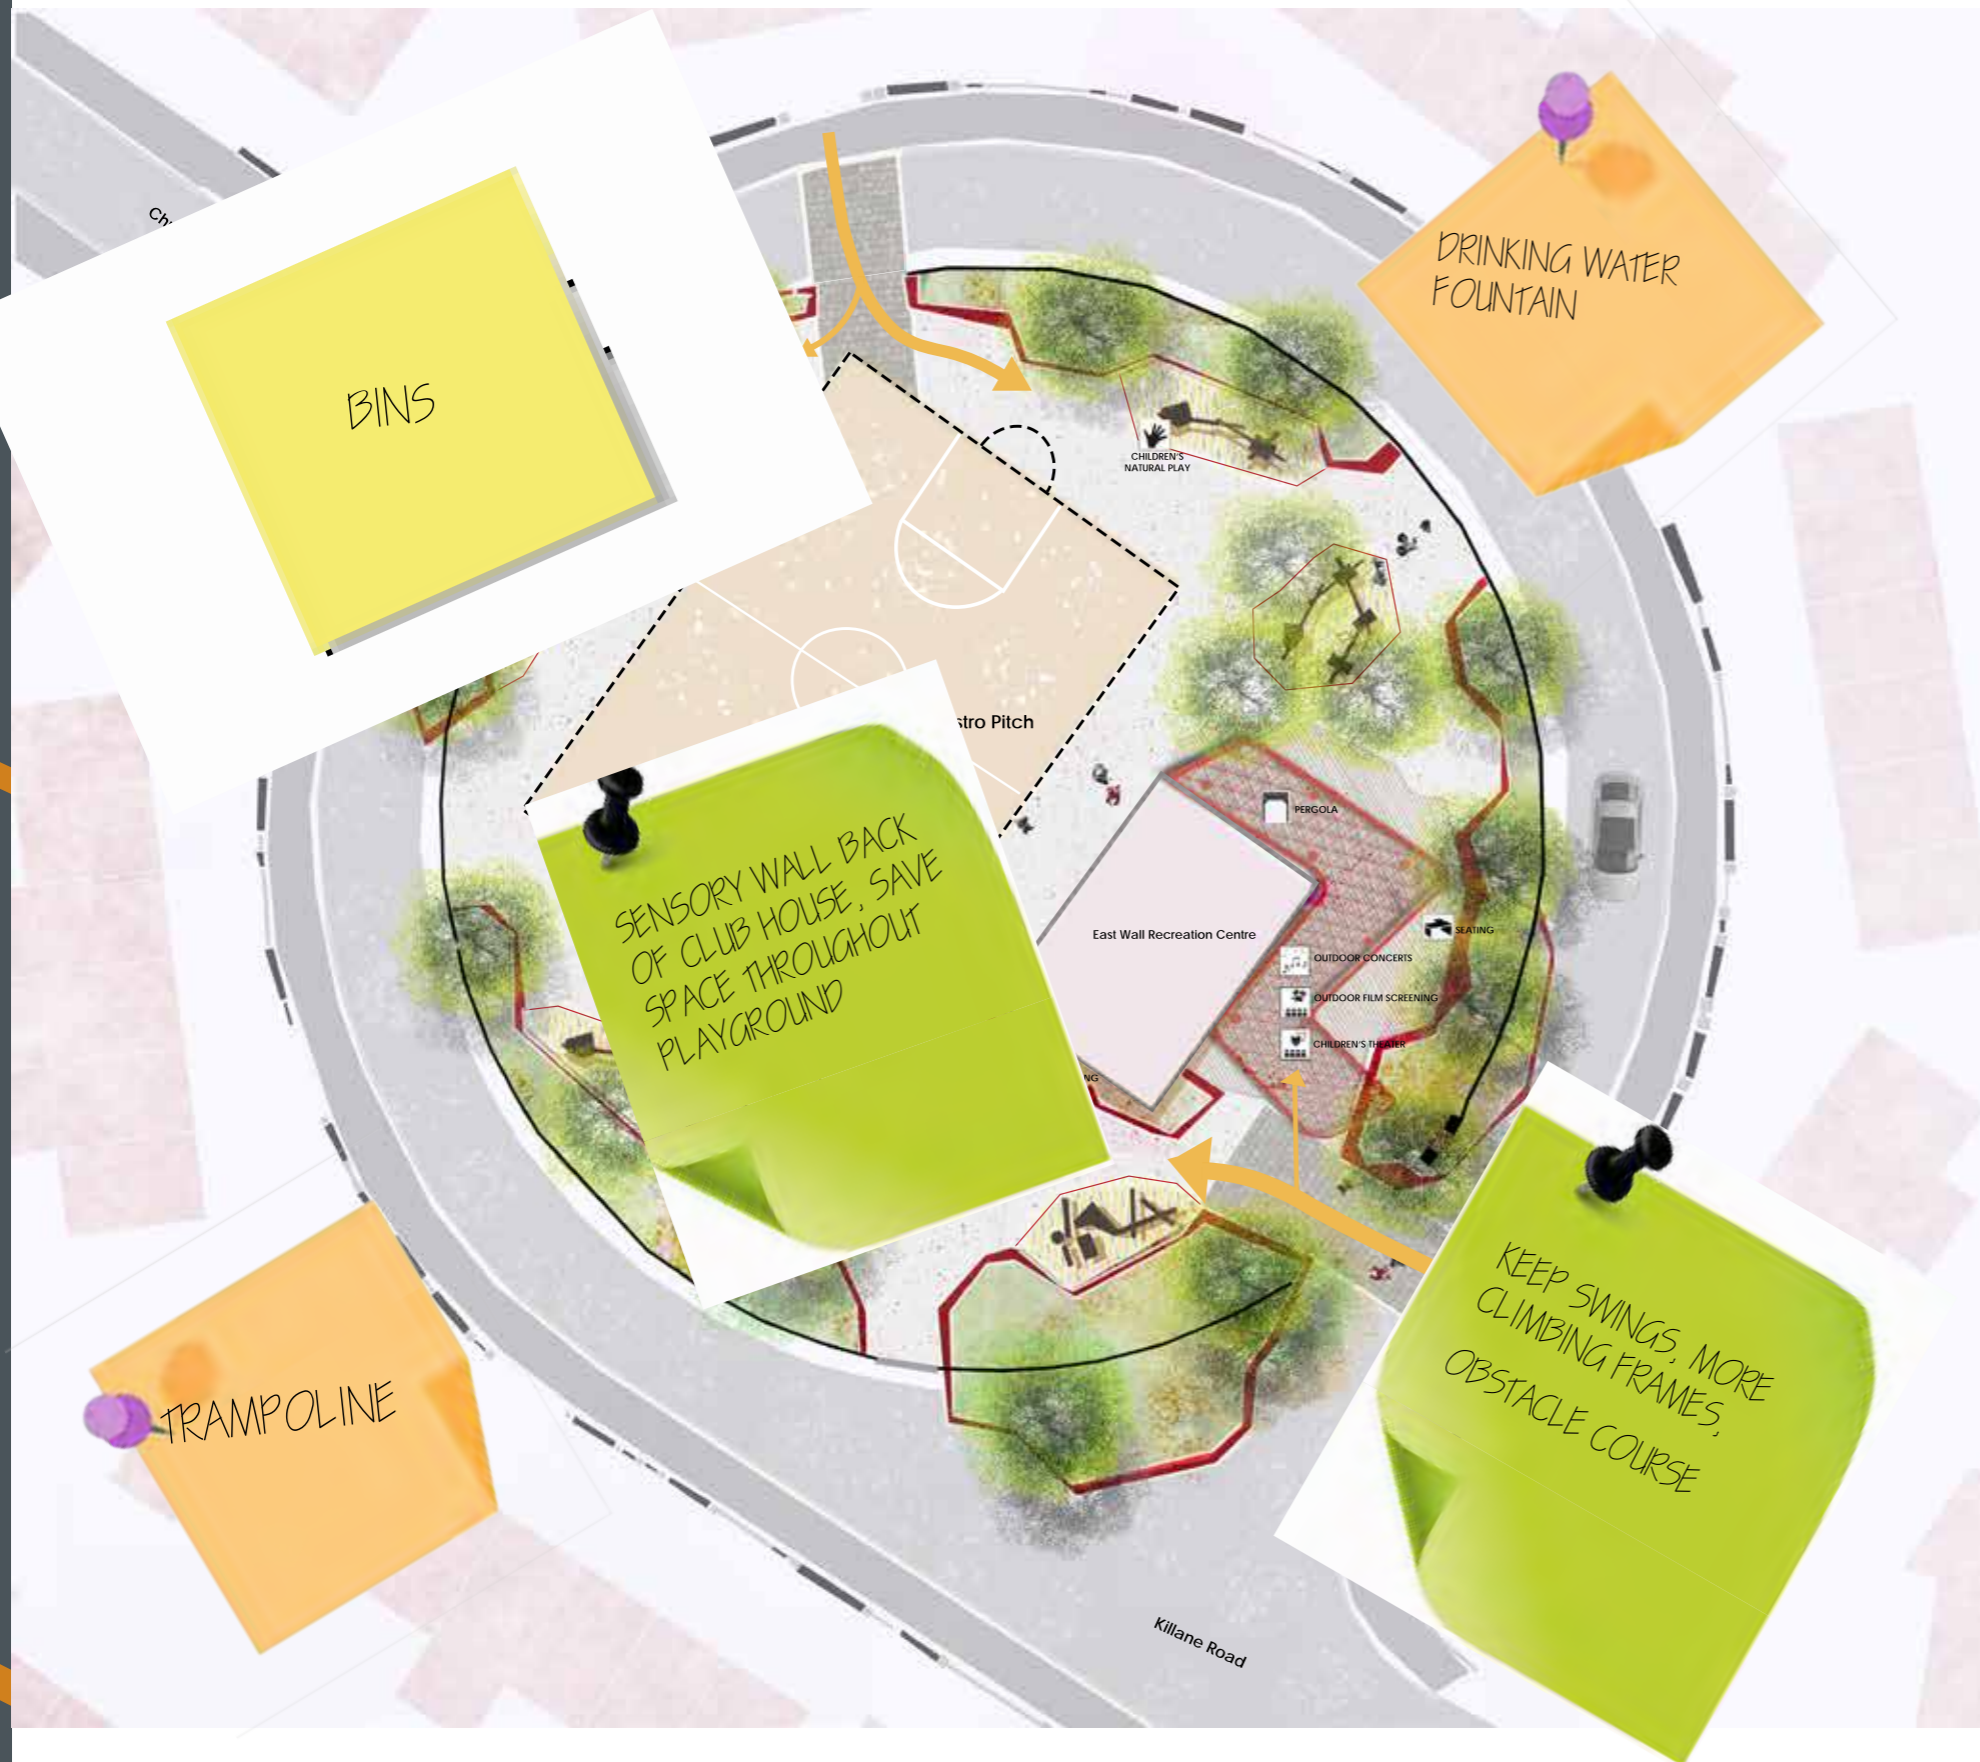 DRINKING WATER
FOUNTAIN
BINS
CHILDREN'S
NATURAL PLAY
Pitch
PERGOLA
SENSORY WALL BACK
OF CLUB HOUSE, SAVE
SPACE THROUGHOUT
PLAYGROUND
East Wall Recreation Centre
SEATING
OUTDOOR CONCERTS
OUTDOOR FILM SCREENING
CHILDREN'S THEATER
KEEP SWINGS, MORE
CLIMBING FRAMES,
OBSTACLE COURSE
TRAMPOLINE
Killane Road